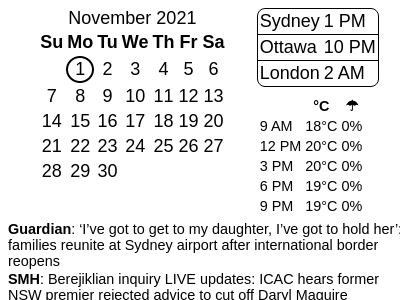 November 2021
Su Mo Tu We Th Fr Sa
1 2 3 4 5 6
7 8 9 10 11 12 13
14 15 16 17 18 19 20
21 22 23 24 25 26 27
28 29 30
Sydney 1 PM
Ottawa 10 PM
London 2 AM
°C ☂
9 AM 18°C 0%
12 PM 20°C 0%
3 PM 20°C 0%
6 PM 19°C 0%
9 PM 19°C 0%
Guardian: ‘I’ve got to get to my daughter, I’ve got to hold her’:
families reunite at Sydney airport after international border
reopens
SMH: Berejiklian inquiry LIVE updates: ICAC hears former
NSW premier rejected advice to cut off Daryl Maguire